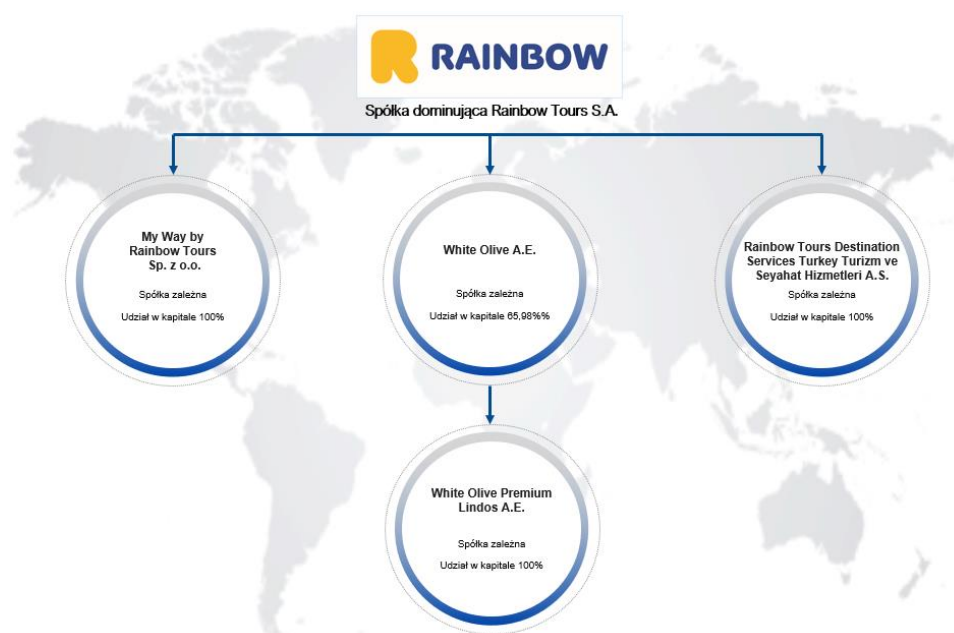 RAINBOW
Spółka dominująca Rainbow Tours S.A.
My Way by
Rainbow Tours
Sp. z o.o.
Spółka zależna
Udział w kapitale 100%
White Olive A.E.
Spółka zależna
Udział w kapitale 65,98%%
Rainbow Tours Destination
Services Turkey Turizm ve
Seyahat Hizmetleri A.S.
Spółka zależna
Udział w kapitale 100%
White Olive Premium
Lindos A.E.
Spółka zależna
Udział w kapitale 100%